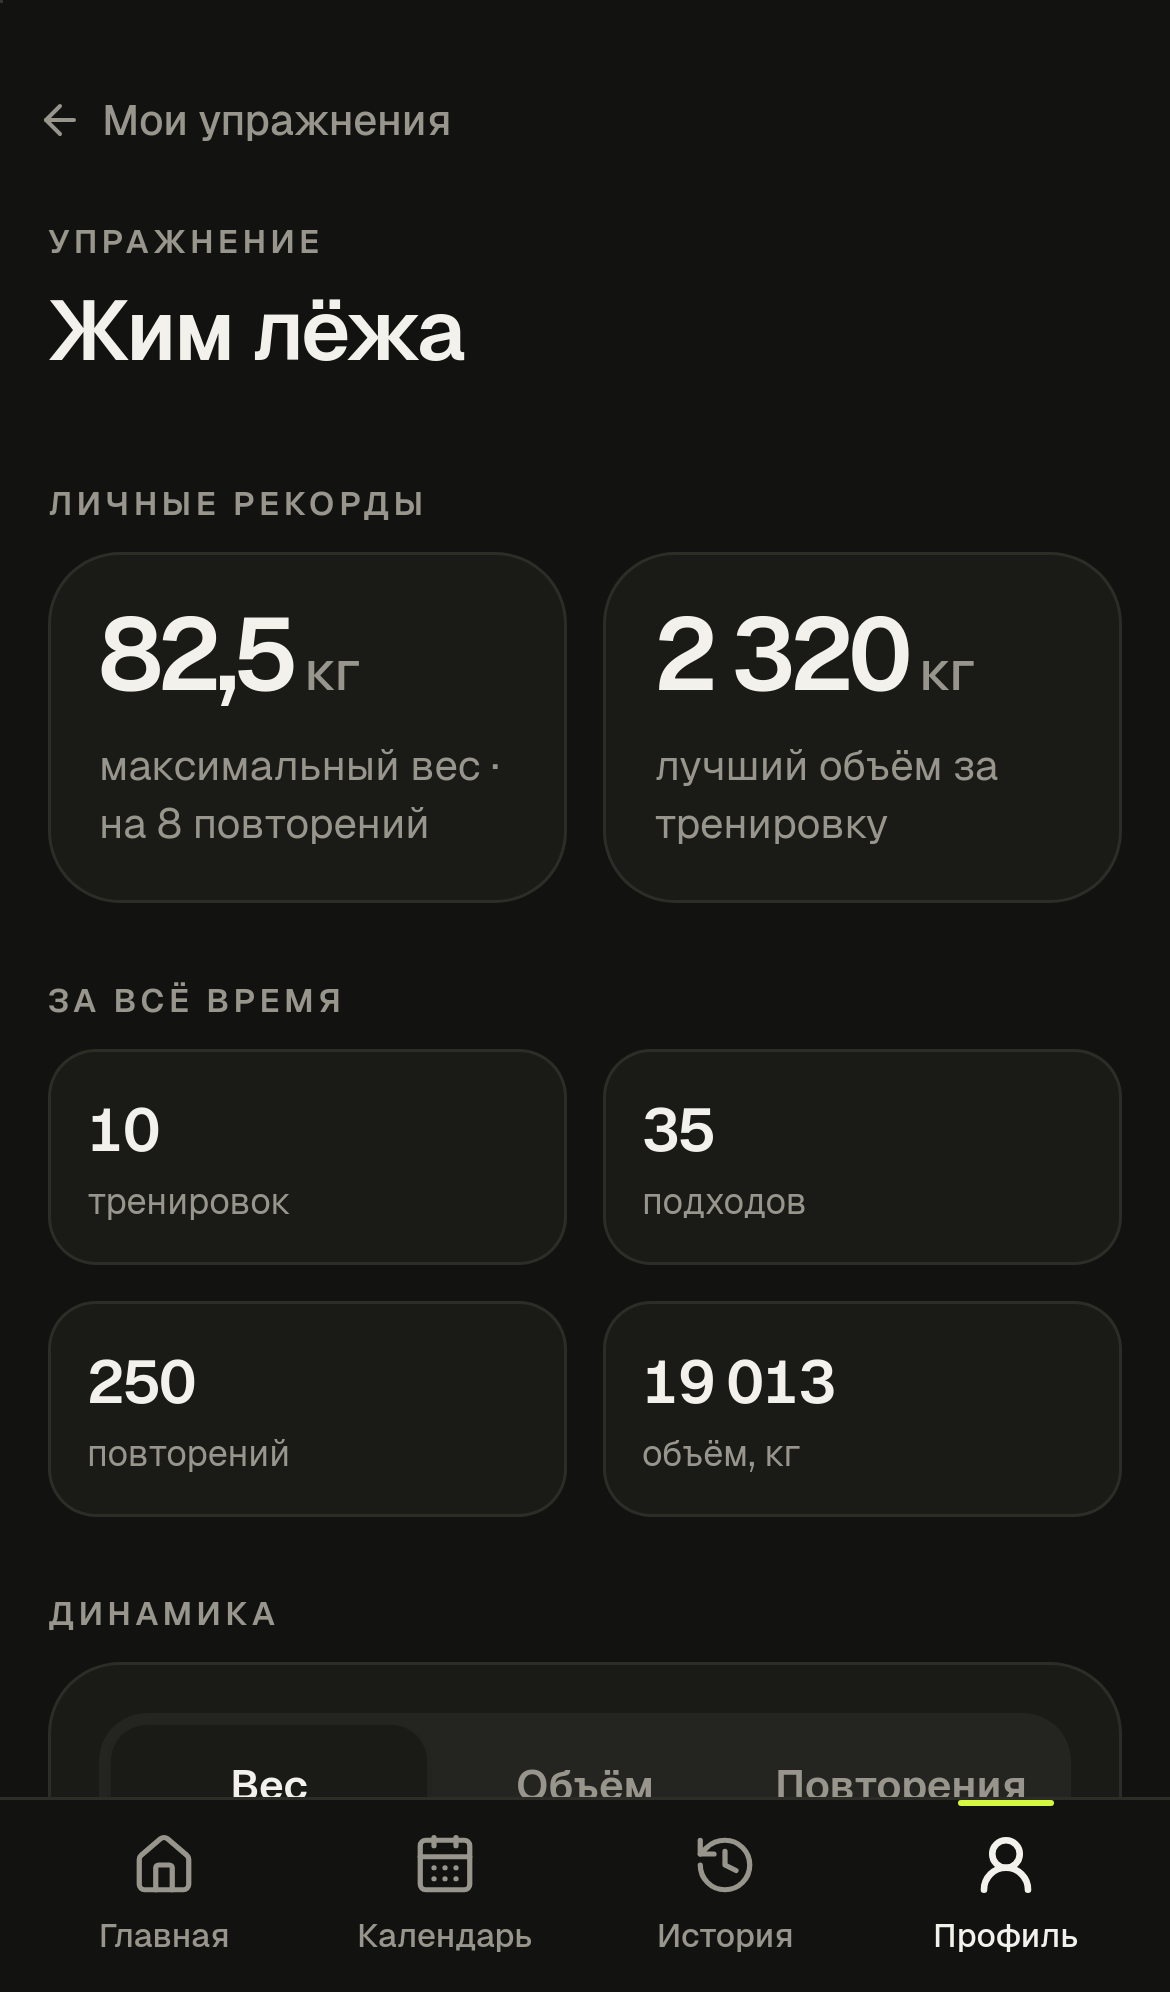 Мои упражнения
УПРАЖНЕНИЕ
Жим лёжа
ЛИЧНЫЕ РЕКОРДЫ
82,5 кг
максимальный вес ·
на 8 повторений
2 320 кг
лучший объём за
тренировку
ЗА ВСЁ ВРЕМЯ
10
тренировок
35
подходов
250
повторений
19 013
объём, кг
ДИНАМИКА
Вес Объём Повторения
Главная Календарь История Профиль